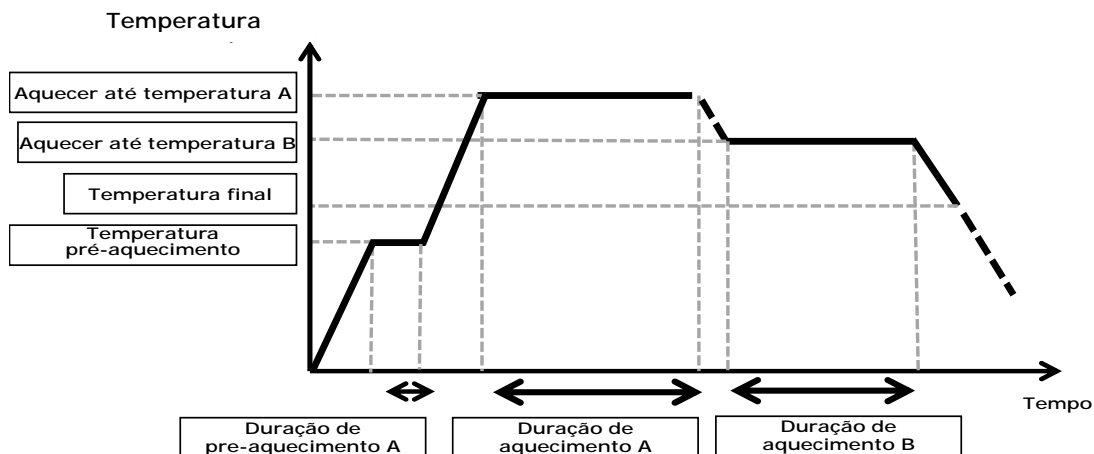 Temperatura
Aquecer até temperatura A
Aquecer até temperatura B
Temperatura final
Temperatura
pré-aquecimento
Tempo
Duração de
pre-aquecimento A
Duração de
aquecimento A
Duração de
aquecimento B